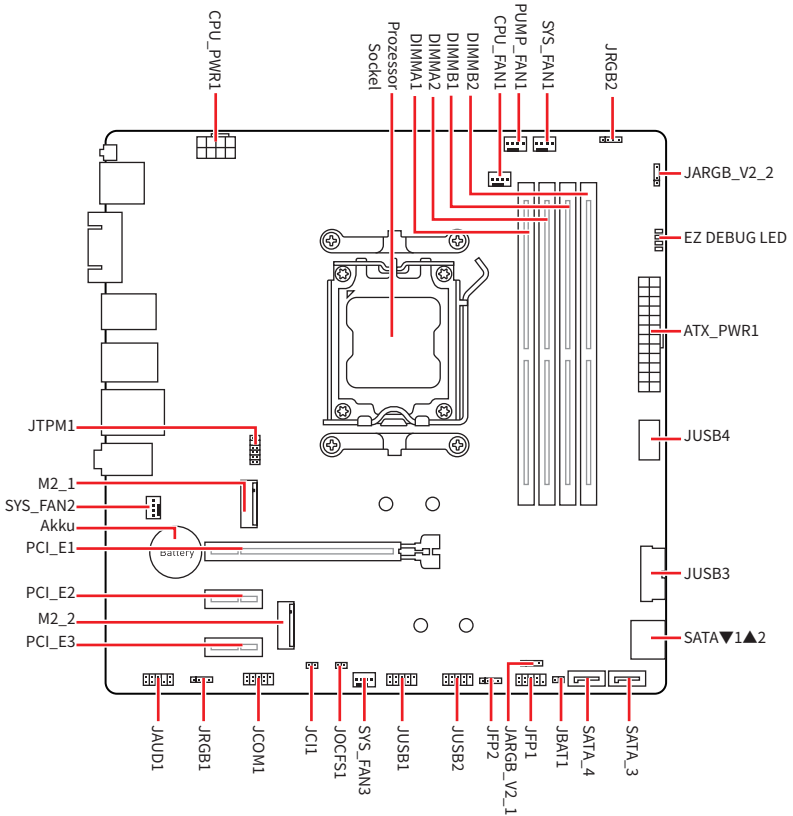 CPU_PWR1
Prozessor
Sockel
DIMMA1
DIMMA2
DIMMB1
DIMMB2
CPU_FAN1
PUMP_FAN1
SYS_FAN1
JRGB2
JARGB_V2_2
EZ DEBUG LED
ATX_PWR1
JUSB4
JUSB3
SATA▼1▲2
JTPM1
M2_1
SYS_FAN2
Akku
Battery
PCI_E1
PCI_E2
M2_2
PCI_E3
JAUD1
JRGB1
JCOM1
JCI1
JOCFS1
SYS_FAN3
JUSB1
JUSB2
JFP2
JARGB_V2_1
JFP1
JBAT1
SATA_4
SATA_3